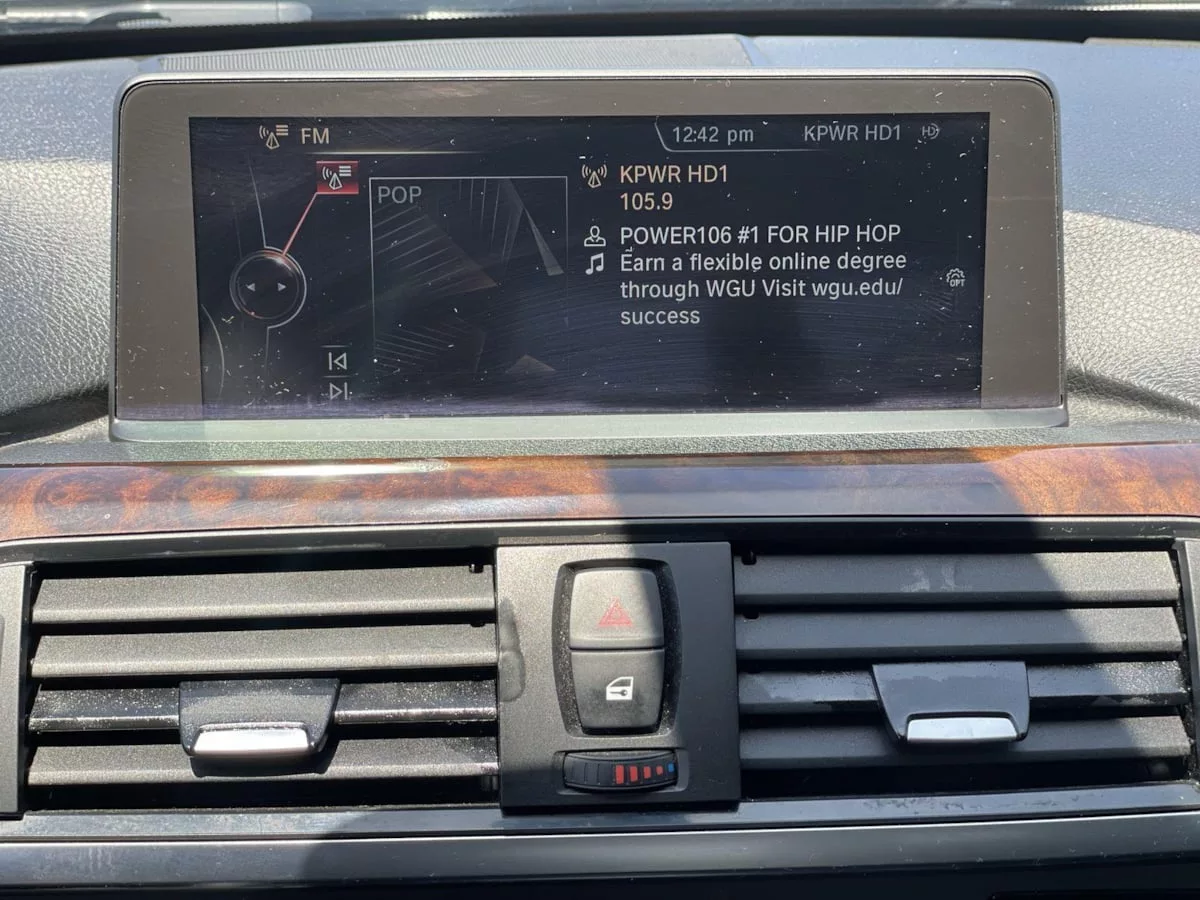 FM
12:42 pm
KPWR HD1
HD
POP
KPWR HD1
105.9
POWER106 #1 FOR HIP HOP
Earn a flexible online degree
through WGU Visit wgu.edu/
success
OPT